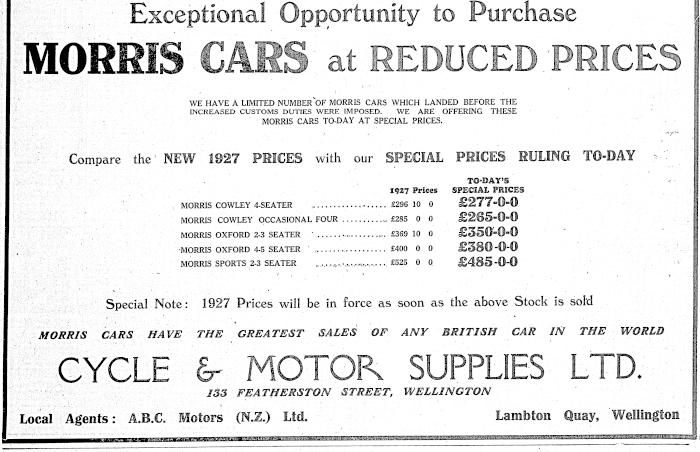 Exceptional Opportunity to Purchase
MORRIS CARS at REDUCED PRICES
WE HAVE A LIMITED NUMBER OF MORRIS CARS WHICH LANDED BEFORE THE
INCREASED CUSTOMS DUTIES WERE IMPOSED. WE ARE OFFERING THESE
MORRIS CARS TO-DAY AT SPECIAL PRICES.
Compare the NEW 1927 PRICES with our SPECIAL PRICES RULING TO-DAY
TO-DAY'S
1927 Prices SPECIAL PRICES
MORRIS COWLEY 4-SEATER .................. £296 10 0 £277-0-0
MORRIS COWLEY OCCASIONAL FOUR ........... £285 0 0 £265-0-0
MORRIS OXFORD 2-3 SEATER ................. £369 10 0 £350-0-0
MORRIS OXFORD 4-5 SEATER ................. £400 0 0 £380-0-0
MORRIS SPORTS 2-3 SEATER ................. £525 0 0 £485-0-0
Special Note: 1927 Prices will be in force as soon as the above Stock is sold
MORRIS CARS HAVE THE GREATEST SALES OF ANY BRITISH CAR IN THE WORLD
CYCLE & MOTOR SUPPLIES LTD.
133 FEATHERSTON STREET, WELLINGTON
Local Agents: A.B.C. Motors (N.Z.) Ltd. Lambton Quay, Wellington